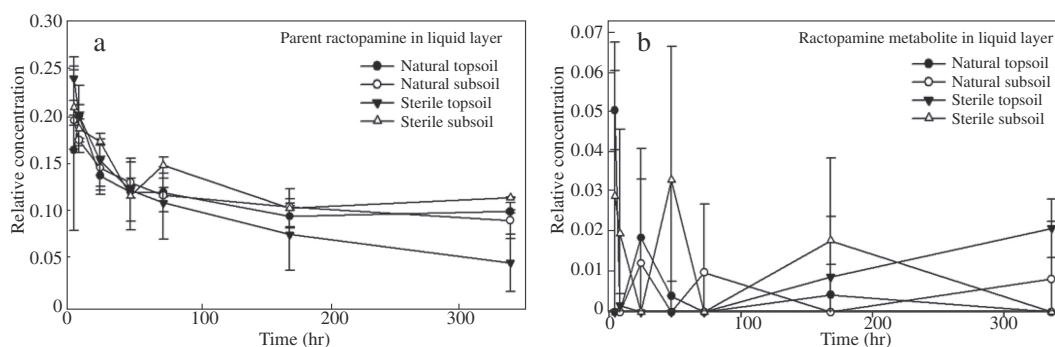 0.30
a
Parent ractopamine in liquid layer
Natural topsoil
Natural subsoil
Sterile topsoil
Sterile subsoil
0.25
0.20
0.15
0.10
0.05
0
100
200
300
Relative concentration
Time (hr)
0.07
b
Ractopamine metabolite in liquid layer
Natural topsoil
Natural subsoil
Sterile topsoil
Sterile subsoil
0.06
0.05
0.04
0.03
0.02
0.01
0
0
100
200
300
Relative concentration
Time (hr)